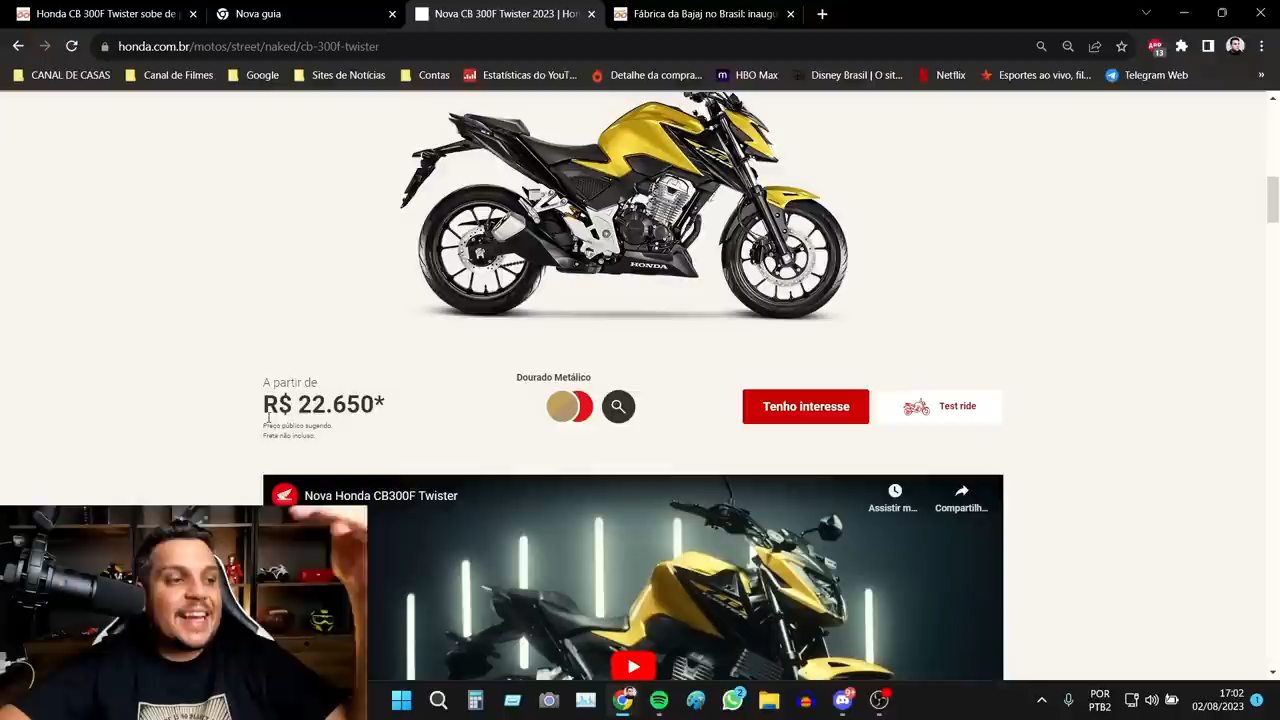 Honda CB 300F Twister sobe de p
Nova guia
Nova CB 300F Twister 2023 | Hon
Fábrica da Bajaj no Brasil: inaugu
honda.com.br/motos/street/naked/cb-300f-twister
13
CANAL DE CASAS
Canal de Filmes
Google
Sites de Notícias
Contas
Estatísticas do YouT...
Detalhe da compra...
HBO Max
Disney Brasil | O sit...
Netflix
Esportes ao vivo, fil...
Telegram Web
»
HONDA
A partir de
R$ 22.650*
Preço público sugerido.
Frete não incluso.
Dourado Metálico
Tenho interesse
Test ride
Nova Honda CB300F Twister
Assistir m...
Compartilh...
2
9+
POR
PTB2
17:02
02/08/2023
1